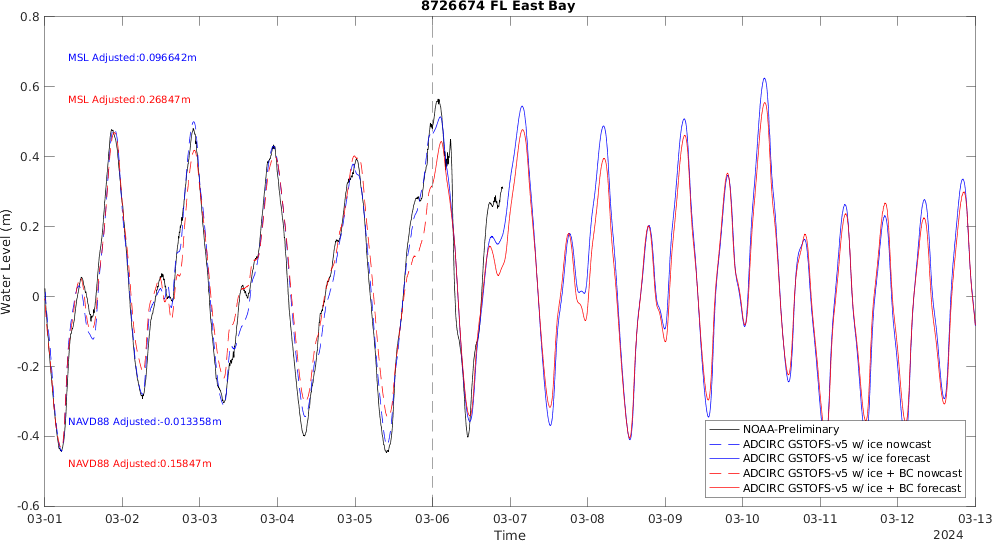 8726674 FL East Bay
Water Level (m)
0.8
0.6
0.4
0.2
0
-0.2
-0.4
-0.6
MSL Adjusted:0.096642m
MSL Adjusted:0.26847m
NAVD88 Adjusted:-0.013358m
NAVD88 Adjusted:0.15847m
NOAA-Preliminary
ADCIRC GSTOFS-v5 w/ ice nowcast
ADCIRC GSTOFS-v5 w/ ice forecast
ADCIRC GSTOFS-v5 w/ ice + BC nowcast
ADCIRC GSTOFS-v5 w/ ice + BC forecast
03-01 03-02 03-03 03-04 03-05 03-06 03-07 03-08 03-09 03-10 03-11 03-12 03-13
Time
2024